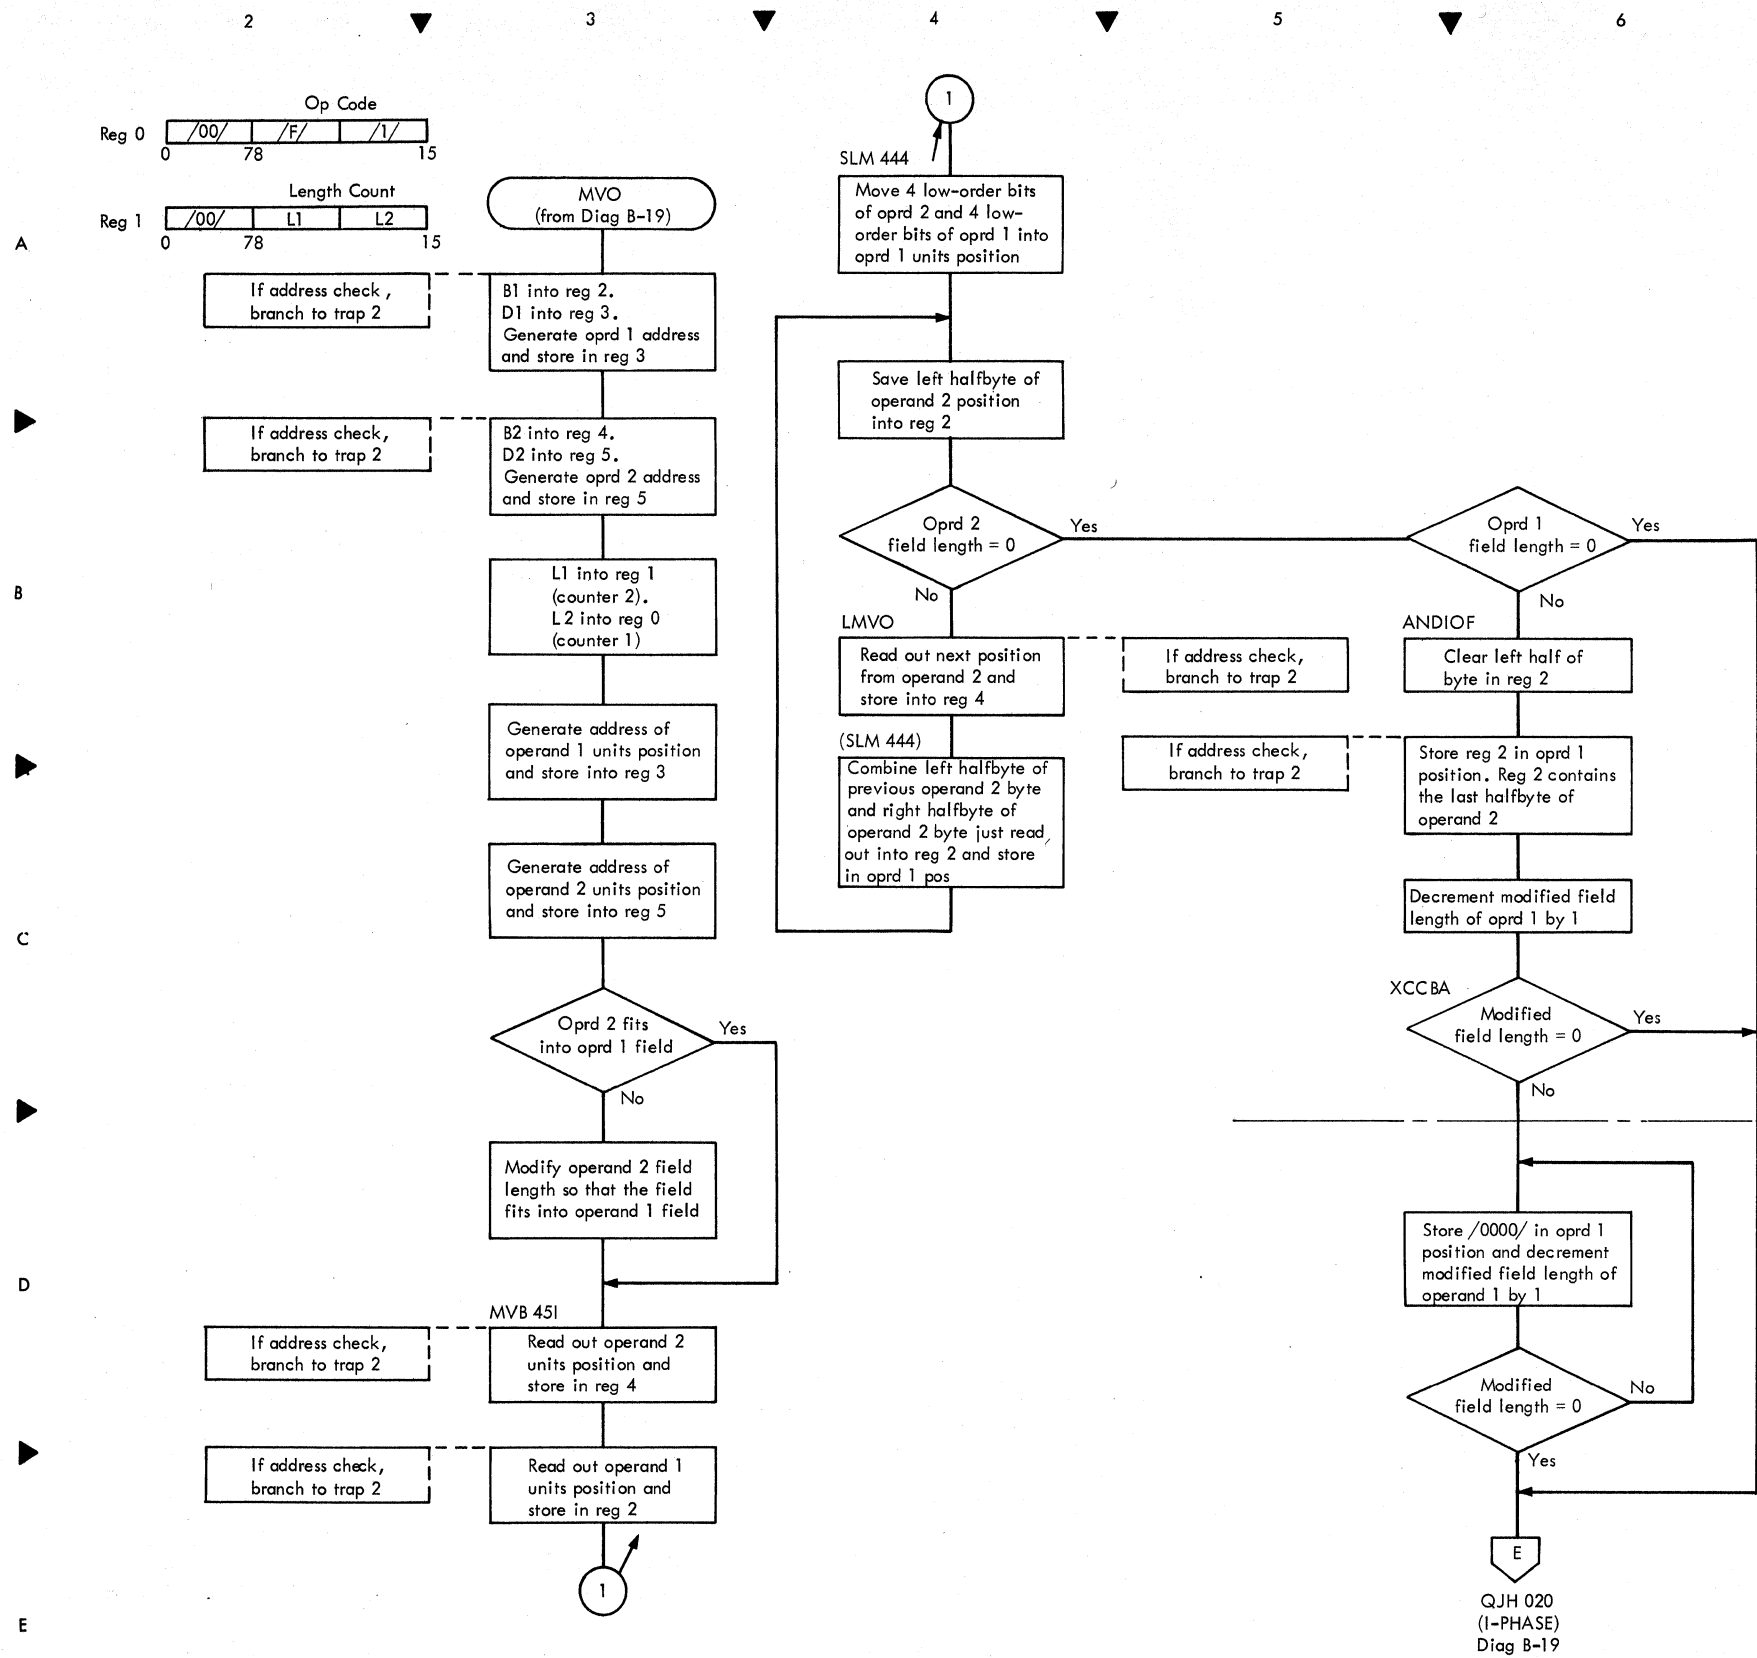 2 3 4 5 6
Op Code
Reg 0 /00/ /F/ /1/
0 78 15
Length Count
Reg 1 /00/ L1 L2
0 78 15
A
B
C
D
E
MVO
(from Diag B-19)
If address check,
branch to trap 2
B1 into reg 2.
D1 into reg 3.
Generate oprd 1 address
and store in reg 3
If address check,
branch to trap 2
B2 into reg 4.
D2 into reg 5.
Generate oprd 2 address
and store in reg 5
L1 into reg 1
(counter 2).
L2 into reg 0
(counter 1)
Generate address of
operand 1 units position
and store into reg 3
Generate address of
operand 2 units position
and store into reg 5
Oprd 2 fits
into oprd 1 field
Yes
No
Modify operand 2 field
length so that the field
fits into operand 1 field
MVB 45I
If address check,
branch to trap 2
Read out operand 2
units position and
store in reg 4
If address check,
branch to trap 2
Read out operand 1
units position and
store in reg 2
1
1
SLM 444
Move 4 low-order bits
of oprd 2 and 4 low-
order bits of oprd 1 into
oprd 1 units position
Save left halfbyte of
operand 2 position
into reg 2
Oprd 2
field length = 0
Yes
No
LMVO
Read out next position
from operand 2 and
store into reg 4
If address check,
branch to trap 2
(SLM 444)
Combine left halfbyte of
previous operand 2 byte
and right halfbyte of
operand 2 byte just read
out into reg 2 and store
in oprd 1 pos
Oprd 1
field length = 0
Yes
No
ANDIOF
Clear left half of
byte in reg 2
If address check,
branch to trap 2
Store reg 2 in oprd 1
position. Reg 2 contains
the last halfbyte of
operand 2
Decrement modified field
length of oprd 1 by 1
XCCBA
Modified
field length = 0
Yes
No
Store /0000/ in oprd 1
position and decrement
modified field length of
operand 1 by 1
Modified
field length = 0
No
Yes
E
QJH 020
(I-PHASE)
Diag B-19